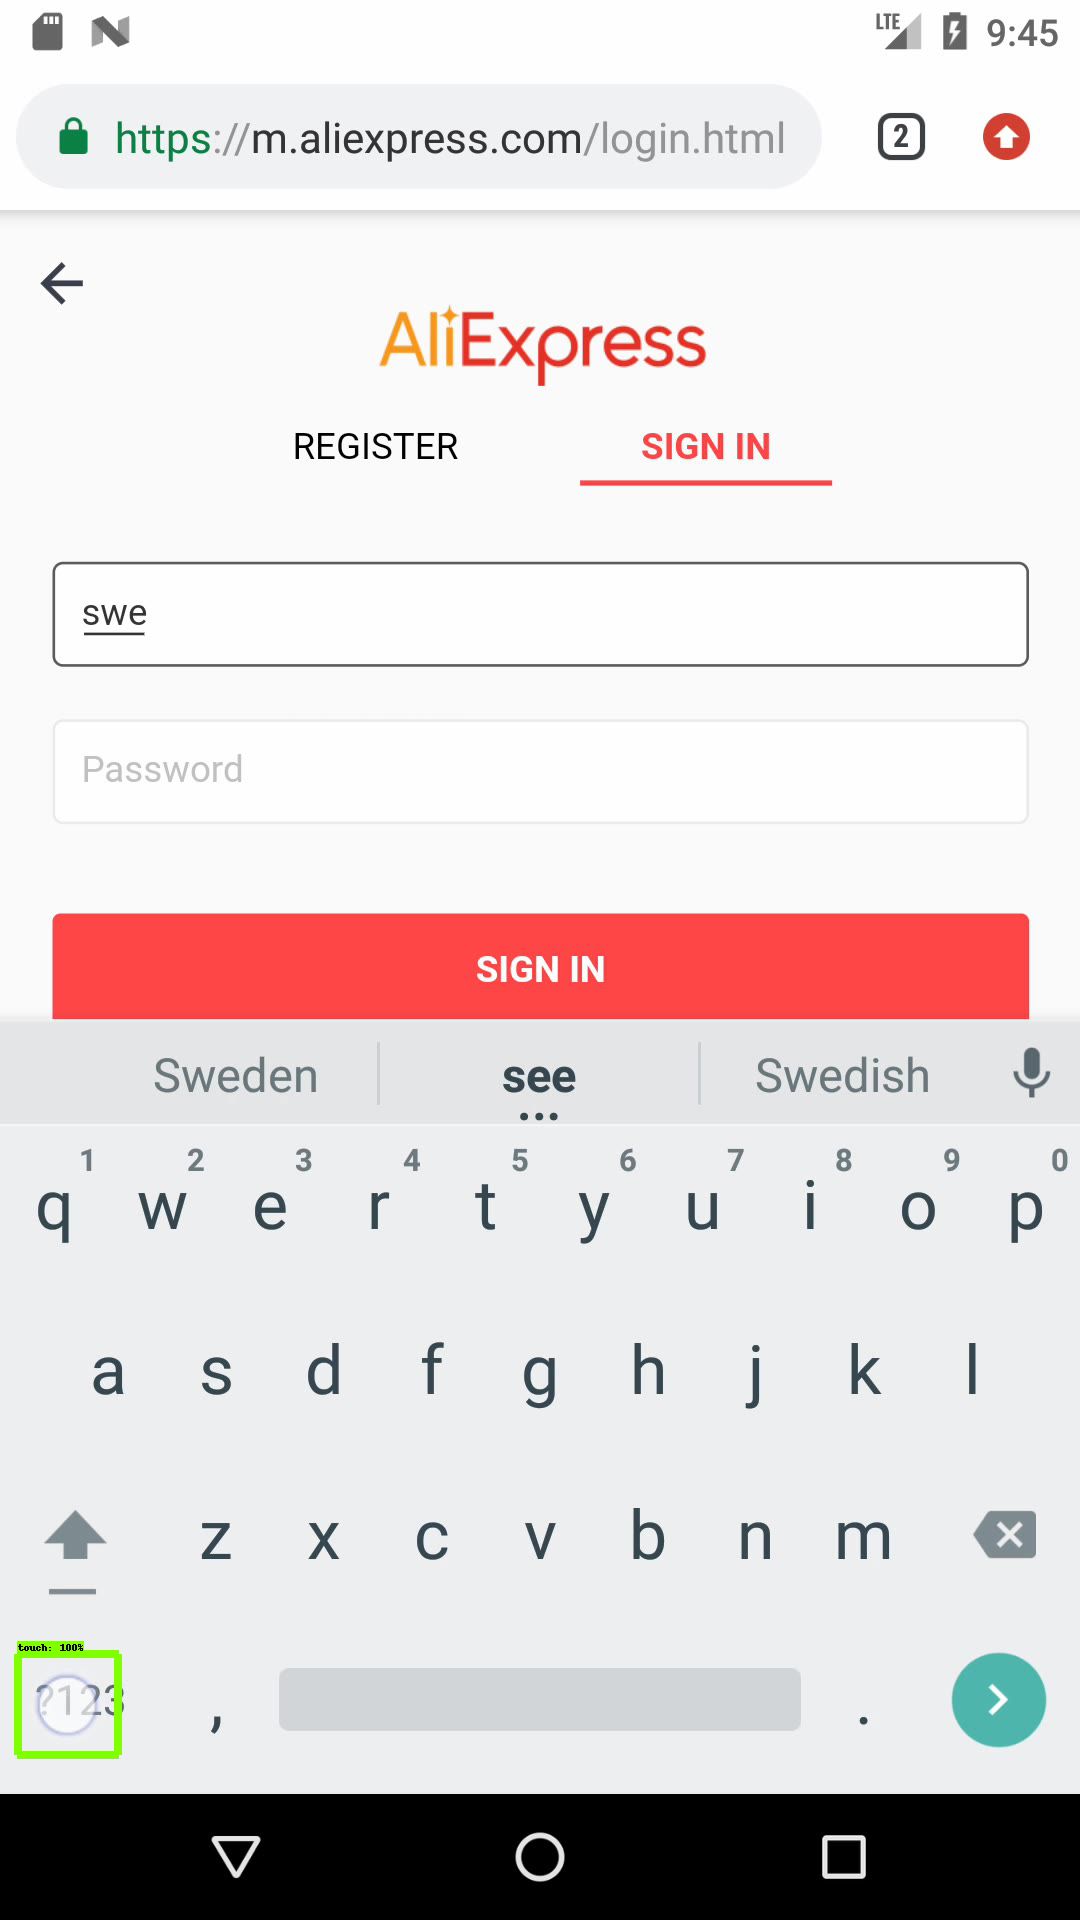 LTE 9:45
https://m.aliexpress.com/login.html 2
AliExpress
REGISTER SIGN IN
swe
Password
SIGN IN
Sweden see Swedish
1 2 3 4 5 6 7 8 9 0
q w e r t y u i o p
a s d f g h j k l
z x c v b n m
touch: 100%
?123 , .